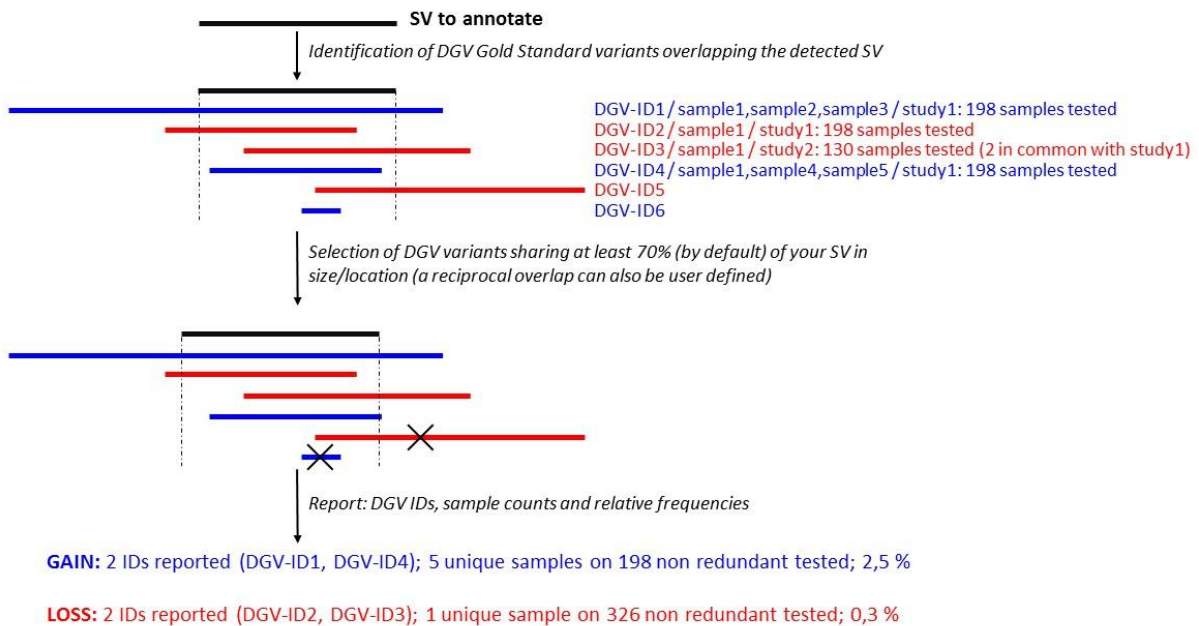 SV to annotate
Identification of DGV Gold Standard variants overlapping the detected SV
DGV-ID1 / sample1,sample2,sample3 / study1: 198 samples tested
DGV-ID2 / sample1 / study1: 198 samples tested
DGV-ID3 / sample1 / study2: 130 samples tested (2 in common with study1)
DGV-ID4 / sample1,sample4,sample5 / study1: 198 samples tested
DGV-ID5
DGV-ID6
Selection of DGV variants sharing at least 70% (by default) of your SV in
size/location (a reciprocal overlap can also be user defined)
Report: DGV IDs, sample counts and relative frequencies
GAIN: 2 IDs reported (DGV-ID1, DGV-ID4); 5 unique samples on 198 non redundant tested; 2,5 %
LOSS: 2 IDs reported (DGV-ID2, DGV-ID3); 1 unique sample on 326 non redundant tested; 0,3 %